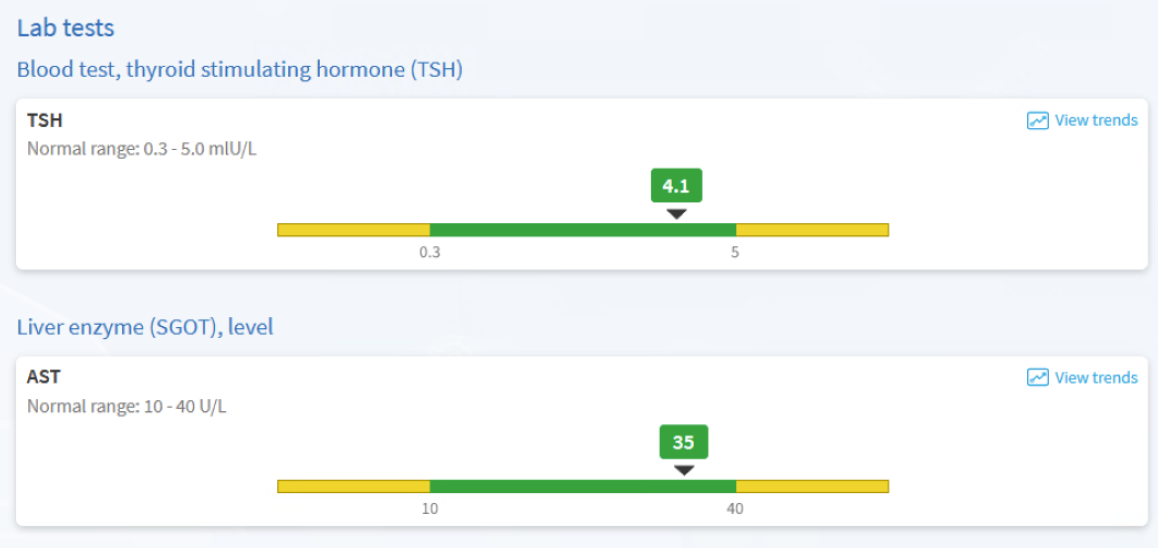 Lab tests
Blood test, thyroid stimulating hormone (TSH)
TSH
View trends
Normal range: 0.3 - 5.0 mIU/L
4.1
0.3 5
Liver enzyme (SGOT), level
AST
View trends
Normal range: 10 - 40 U/L
35
10 40